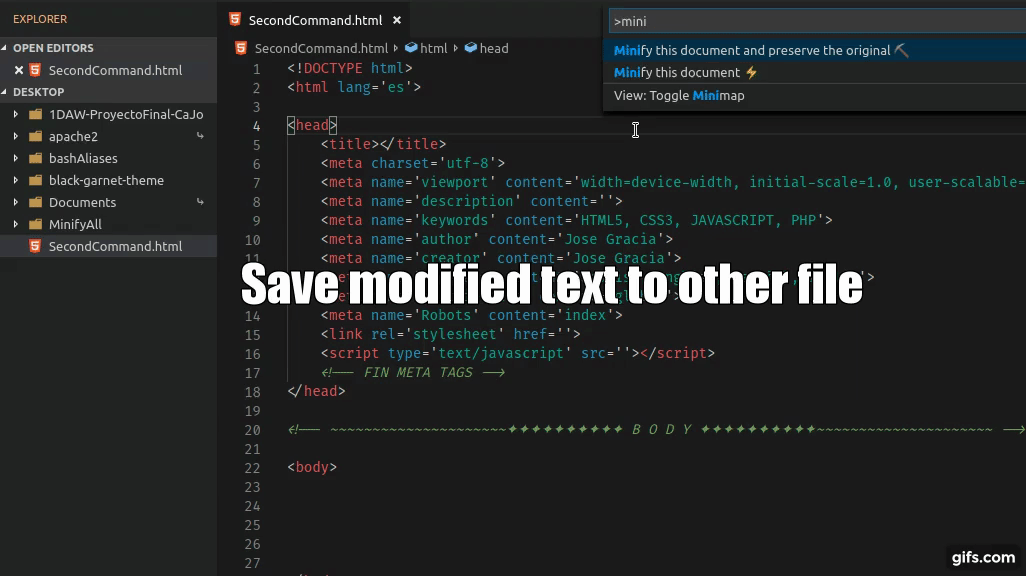 EXPLORER
OPEN EDITORS
SecondCommand.html
DESKTOP
1DAW-ProyectoFinal-CaJo
apache2
bashAliases
black-garnet-theme
Documents
MinifyAll
SecondCommand.html
SecondCommand.html
SecondCommand.html html head
>mini
Minify this document and preserve the original
Minify this document
View: Toggle Minimap
1 <!DOCTYPE html>
2 <html lang='es'>
3
4 <head>
5 <title></title>
6 <meta charset='utf-8'>
7 <meta name='viewport' content='width=device-width, initial-scale=1.0, user-scalable=
8 <meta name='description' content=''>
9 <meta name='keywords' content='HTML5, CSS3, JAVASCRIPT, PHP'>
10 <meta name='author' content='Jose Gracia'>
11 <meta name='creator' content='Jose Gracia'>
Save modified text to other file
14 <meta name='Robots' content='index'>
15 <link rel='stylesheet' href=''>
16 <script type='text/javascript' src=''></script>
17 <!-- FIN META TAGS -->
18 </head>
19
20 <!-- ~~~~~~~~~~~~~~~~~~~~~✦✦✦✦✦✦✦✦✦✦ B O D Y ✦✦✦✦✦✦✦✦✦✦~~~~~~~~~~~~~~~~~~~~~ -->
21
22 <body>
23
24
25
26
27
gifs.com